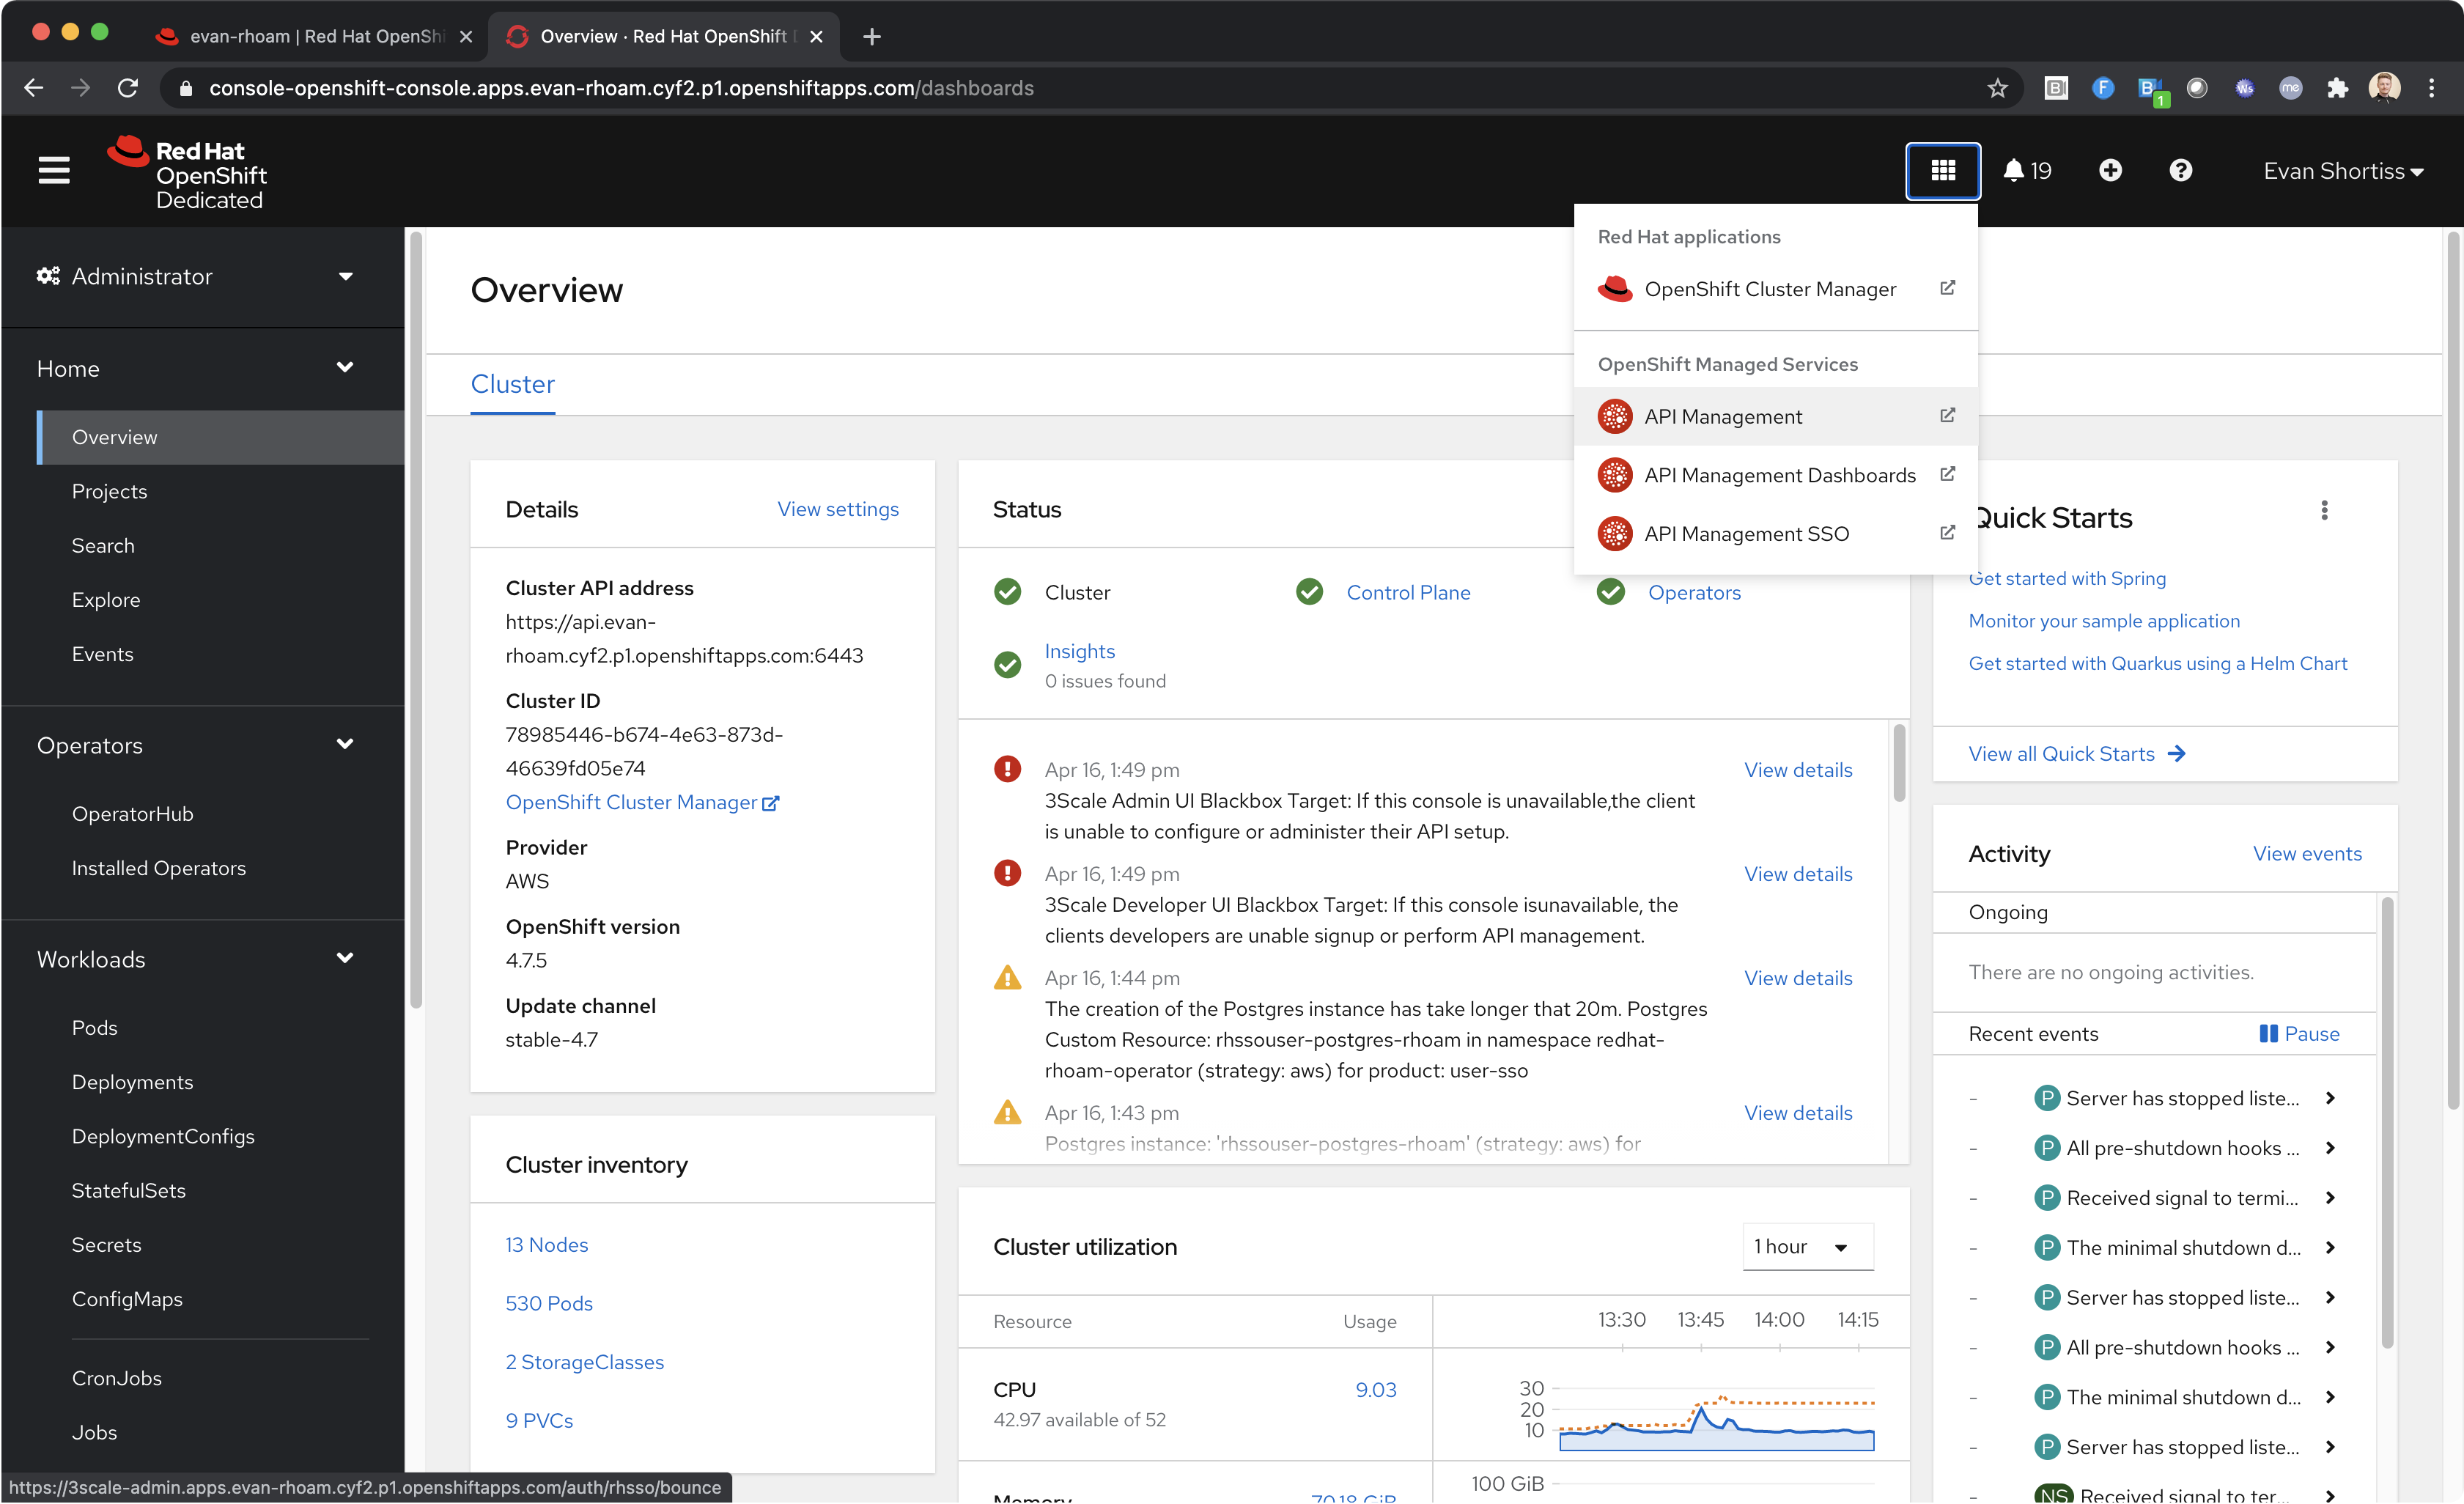 evan-rhoam | Red Hat OpenShi
Overview · Red Hat OpenShift
console-openshift-console.apps.evan-rhoam.cyf2.p1.openshiftapps.com/dashboards
B
F
B
1
Ws
me
Red Hat
OpenShift
Dedicated
19
Evan Shortiss
Administrator
Home
Overview
Projects
Search
Explore
Events
Operators
OperatorHub
Installed Operators
Workloads
Pods
Deployments
DeploymentConfigs
StatefulSets
Secrets
ConfigMaps
CronJobs
Jobs
https://3scale-admin.apps.evan-rhoam.cyf2.p1.openshiftapps.com/auth/rhsso/bounce
Overview
Cluster
Red Hat applications
OpenShift Cluster Manager
OpenShift Managed Services
API Management
API Management Dashboards
API Management SSO
Details
View settings
Cluster API address
https://api.evan-
rhoam.cyf2.p1.openshiftapps.com:6443
Cluster ID
78985446-b674-4e63-873d-
46639fd05e74
OpenShift Cluster Manager
Provider
AWS
OpenShift version
4.7.5
Update channel
stable-4.7
Cluster inventory
13 Nodes
530 Pods
2 StorageClasses
9 PVCs
Status
Cluster
Control Plane
Operators
Insights
0 issues found
Apr 16, 1:49 pm
View details
3Scale Admin UI Blackbox Target: If this console is unavailable,the client
is unable to configure or administer their API setup.
Apr 16, 1:49 pm
View details
3Scale Developer UI Blackbox Target: If this console isunavailable, the
clients developers are unable signup or perform API management.
Apr 16, 1:44 pm
View details
The creation of the Postgres instance has take longer that 20m. Postgres
Custom Resource: rhssouser-postgres-rhoam in namespace redhat-
rhoam-operator (strategy: aws) for product: user-sso
Apr 16, 1:43 pm
View details
Postgres instance: 'rhssouser-postgres-rhoam' (strategy: aws) for
Cluster utilization
1 hour
Resource
Usage
13:30
13:45
14:00
14:15
CPU
9.03
42.97 available of 52
30
20
10
Memory
70.18 GiB
100 GiB
Quick Starts
Get started with Spring
Monitor your sample application
Get started with Quarkus using a Helm Chart
View all Quick Starts
Activity
View events
Ongoing
There are no ongoing activities.
Recent events
Pause
- P Server has stopped liste...
- P All pre-shutdown hooks ...
- P Received signal to termi...
- P The minimal shutdown d...
- P Server has stopped liste...
- P All pre-shutdown hooks ...
- P The minimal shutdown d...
- P Server has stopped liste...
- NS Received signal to ter...